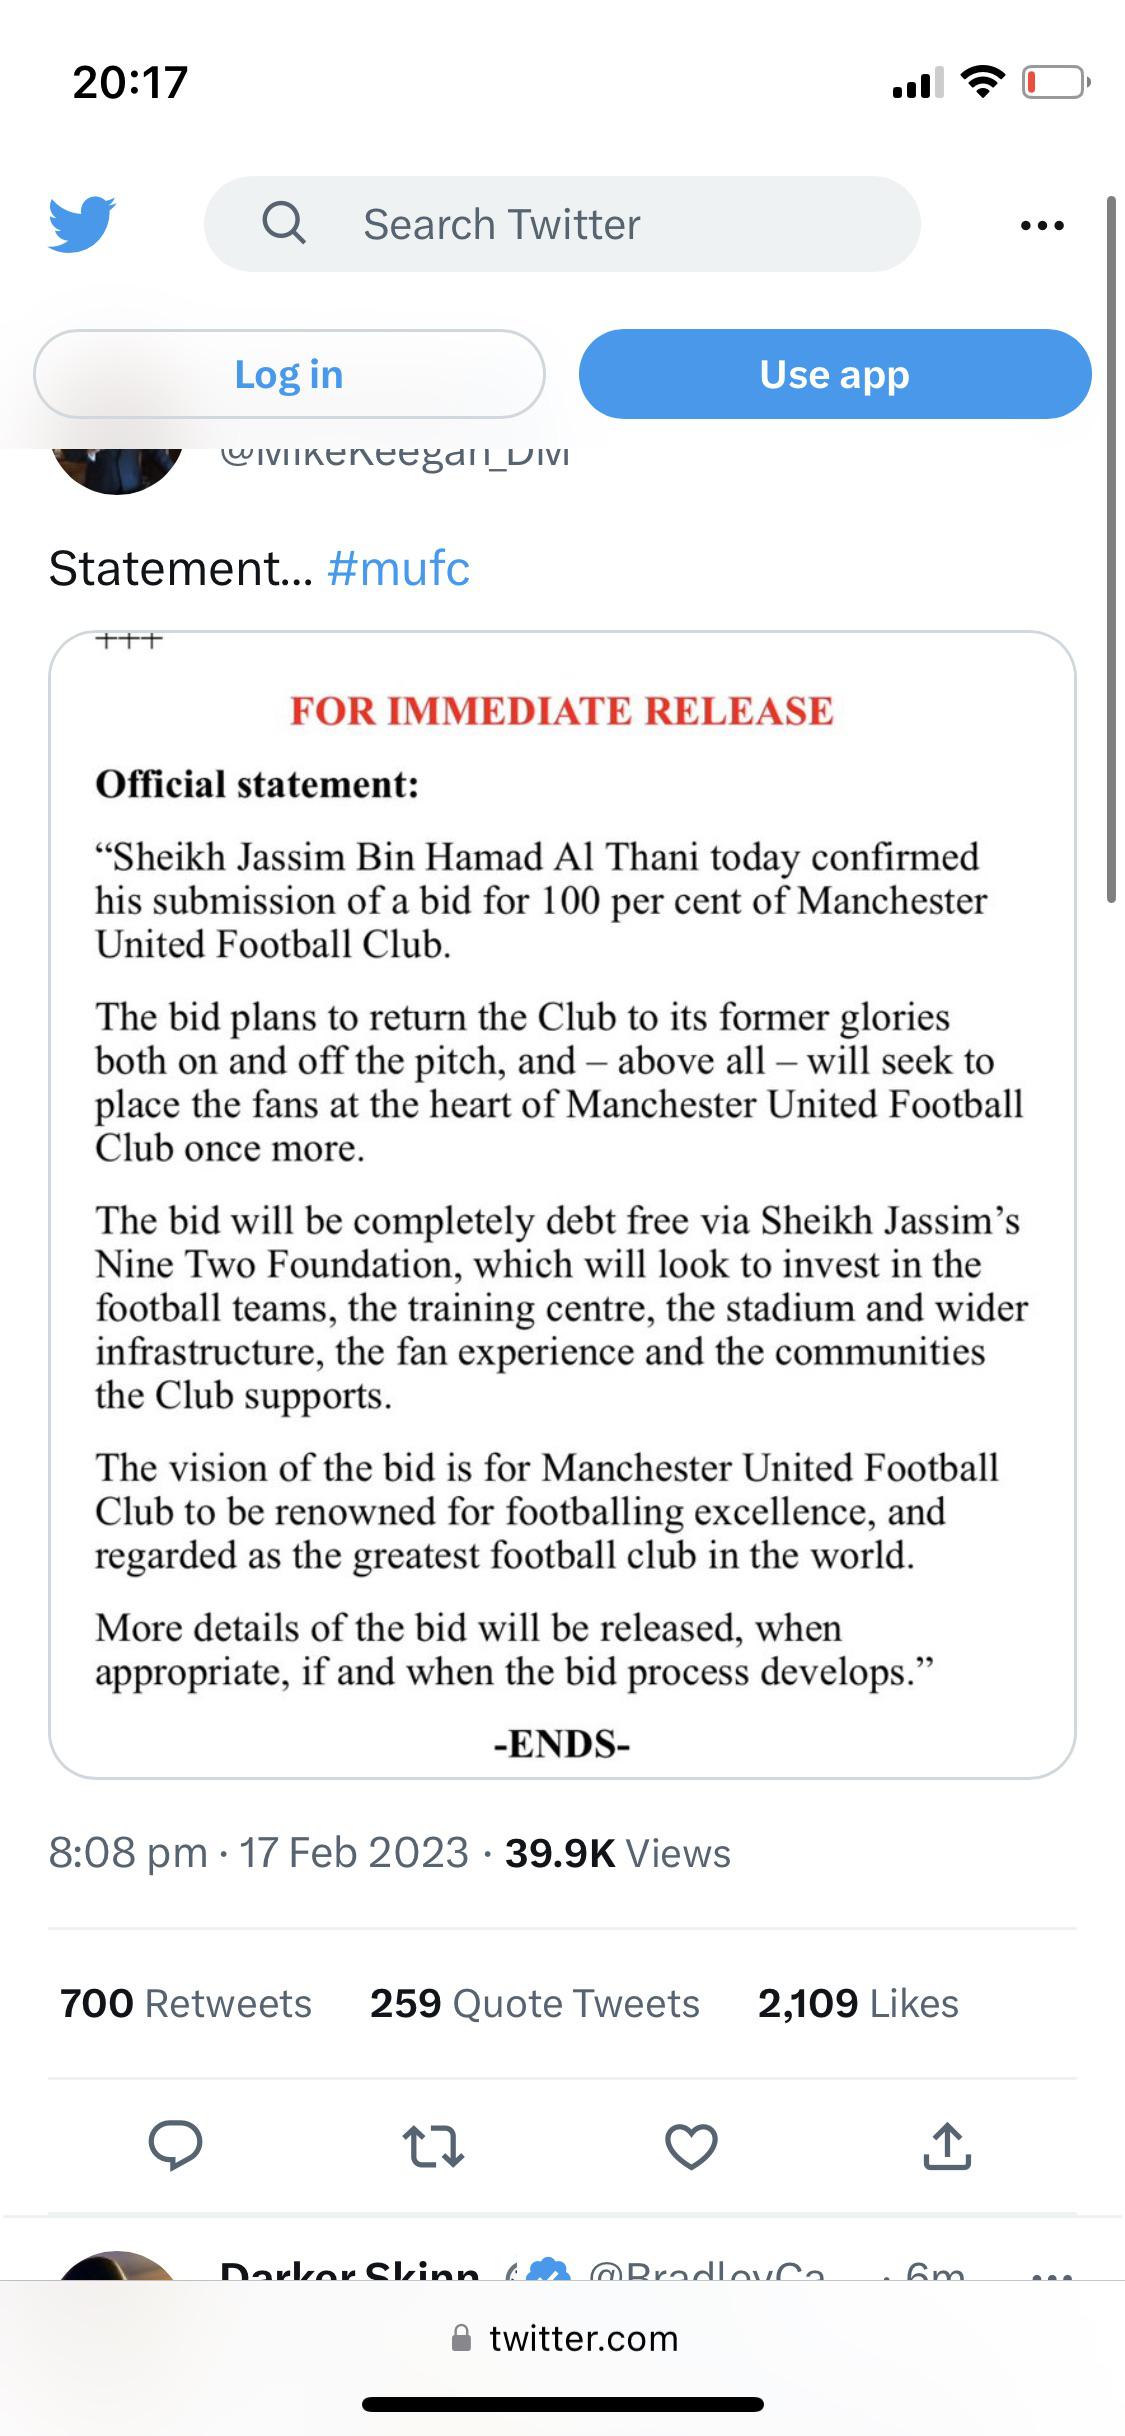 20:17
Search Twitter
Log in
Use app
@MikeKeegan_DM
Statement... #mufc
+++
FOR IMMEDIATE RELEASE
Official statement:
“Sheikh Jassim Bin Hamad Al Thani today confirmed
his submission of a bid for 100 per cent of Manchester
United Football Club.
The bid plans to return the Club to its former glories
both on and off the pitch, and – above all – will seek to
place the fans at the heart of Manchester United Football
Club once more.
The bid will be completely debt free via Sheikh Jassim’s
Nine Two Foundation, which will look to invest in the
football teams, the training centre, the stadium and wider
infrastructure, the fan experience and the communities
the Club supports.
The vision of the bid is for Manchester United Football
Club to be renowned for footballing excellence, and
regarded as the greatest football club in the world.
More details of the bid will be released, when
appropriate, if and when the bid process develops.”
-ENDS-
8:08 pm · 17 Feb 2023 · 39.9K Views
700 Retweets 259 Quote Tweets 2,109 Likes
Darker Skinn @BradleyCa... · 6m
twitter.com